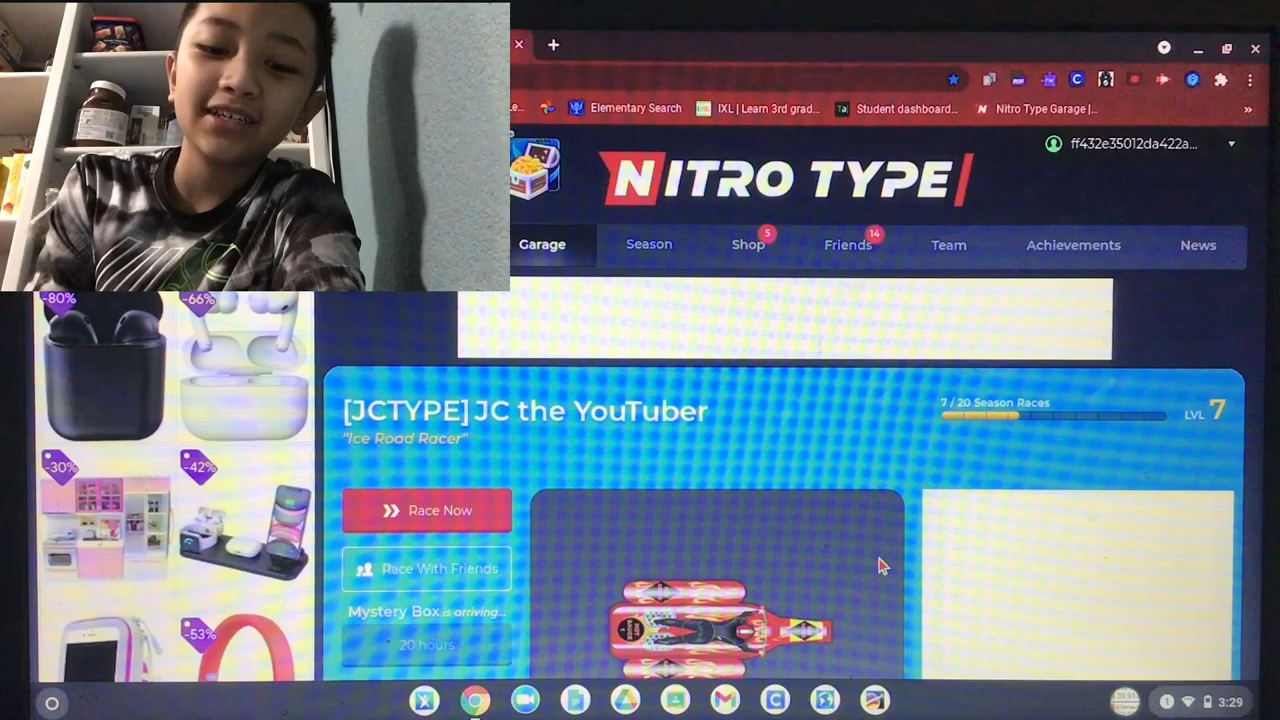 Elementary Search
IXL | Learn 3rd grad...
Student dashboard...
Nitro Type Garage |...
ff432e35012da422a...
NITRO TYPE
Garage
Season
Shop
5
Friends
14
Team
Achievements
News
-80%
-66%
[JCTYPE] JC the YouTuber
"Ice Road Racer"
7 / 20 Season Races
LVL 7
-30%
-42%
Race Now
Race With Friends
Mystery Box is arriving...
20 hours
-53%
1
3:29